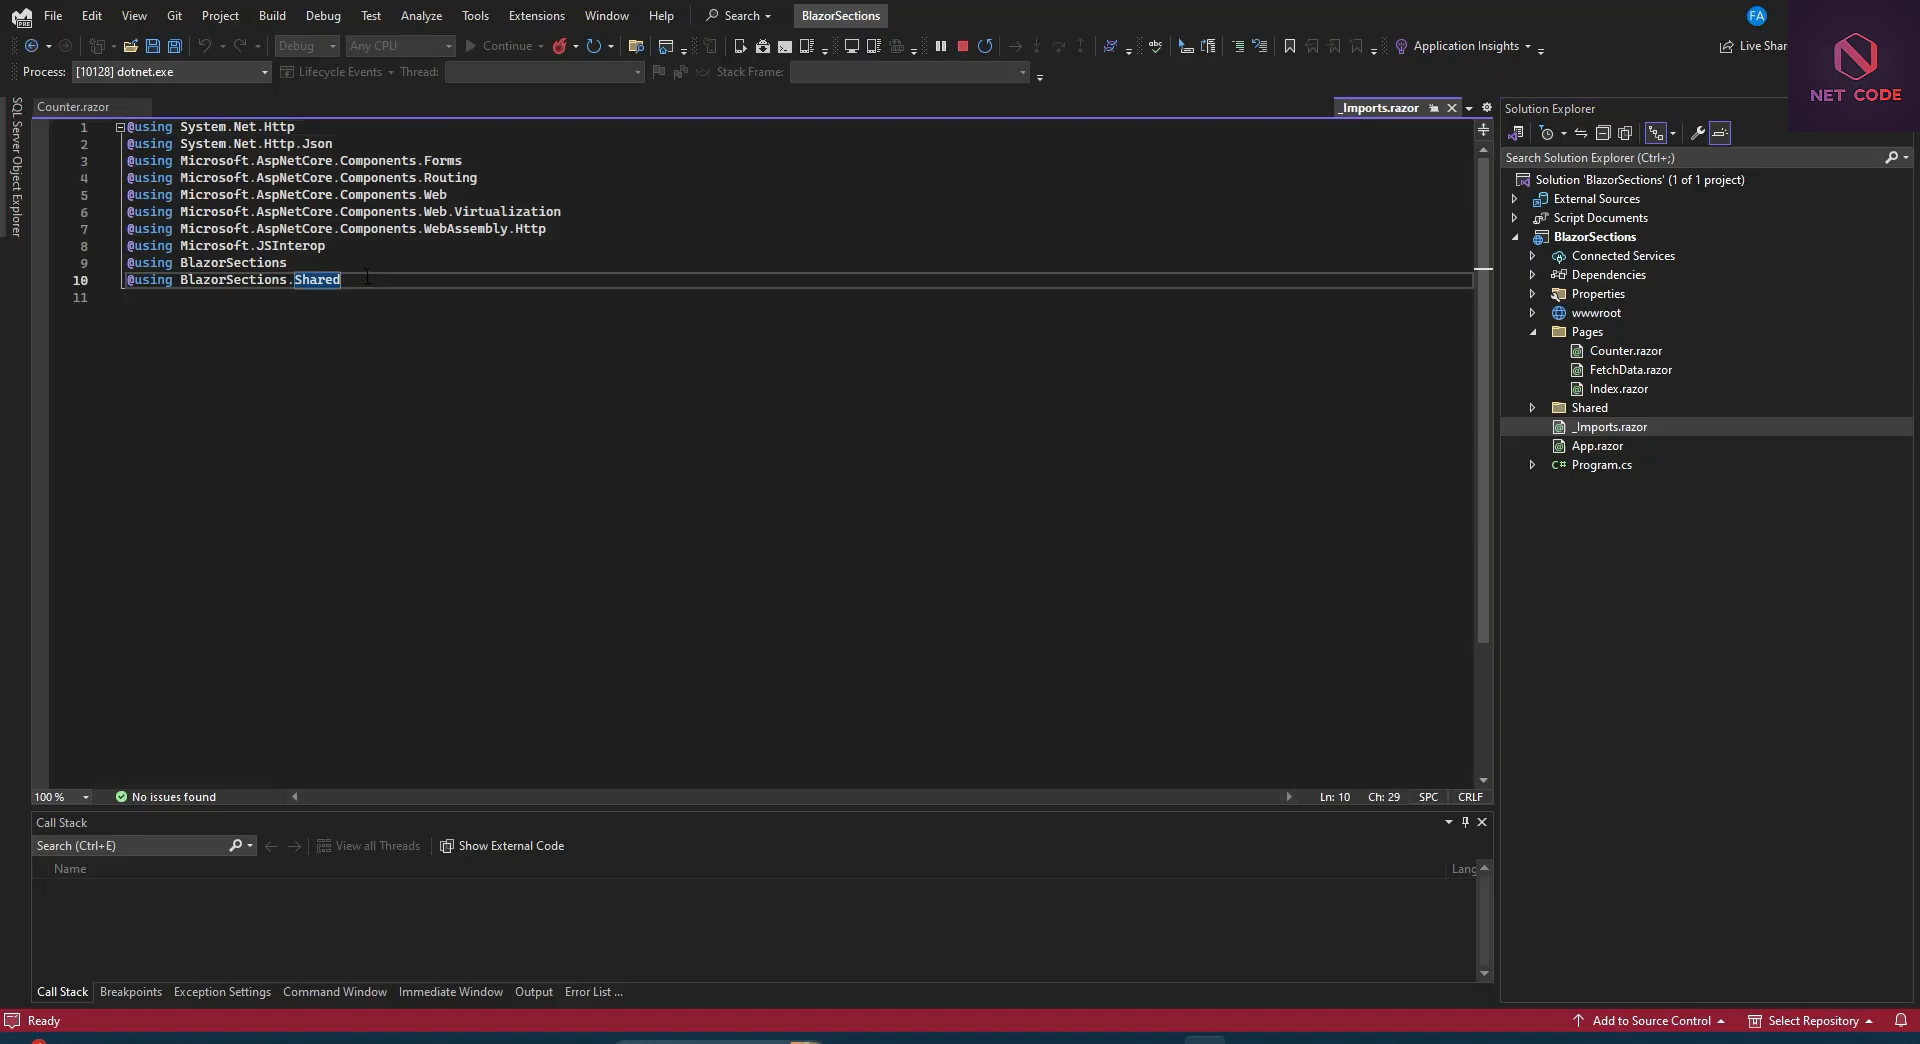 File Edit View Git Project Build Debug Test Analyze Tools Extensions Window Help Search BlazorSections FA
Debug Any CPU Continue Application Insights Live Shar
Process: [10128] dotnet.exe Lifecycle Events Thread: Stack Frame:
NET CODE
SQL Server Object Explorer
Counter.razor _Imports.razor
1 @using System.Net.Http
2 @using System.Net.Http.Json
3 @using Microsoft.AspNetCore.Components.Forms
4 @using Microsoft.AspNetCore.Components.Routing
5 @using Microsoft.AspNetCore.Components.Web
6 @using Microsoft.AspNetCore.Components.Web.Virtualization
7 @using Microsoft.AspNetCore.Components.WebAssembly.Http
8 @using Microsoft.JSInterop
9 @using BlazorSections
10 @using BlazorSections.Shared
11
100 % No issues found Ln: 10 Ch: 29 SPC CRLF
Call Stack
Search (Ctrl+E) View all Threads Show External Code
Name Lang
Call Stack Breakpoints Exception Settings Command Window Immediate Window Output Error List ...
Solution Explorer
Search Solution Explorer (Ctrl+;)
Solution 'BlazorSections' (1 of 1 project)
External Sources
Script Documents
BlazorSections
Connected Services
Dependencies
Properties
wwwroot
Pages
Counter.razor
FetchData.razor
Index.razor
Shared
_Imports.razor
App.razor
C# Program.cs
Ready Add to Source Control Select Repository